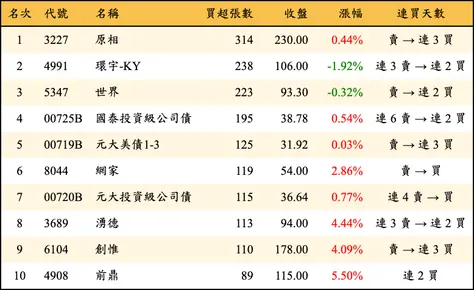 名次 代號 名稱 買超張數 收盤 漲幅 連買天數
1 3227 原相 314 230.00 0.44% 賣 → 連 3 買
2 4991 環宇-KY 238 106.00 -1.92% 連 3 賣 → 連 2 買
3 5347 世界 223 93.30 -0.32% 賣 → 連 2 買
4 00725B 國泰投資級公司債 195 38.78 0.54% 連 6 賣 → 連 2 買
5 00719B 元大美債1-3 125 31.92 0.03% 賣 → 連 3 買
6 8044 網家 119 54.00 2.86% 賣 → 買
7 00720B 元大投資級公司債 115 36.64 0.77% 連 4 賣 → 買
8 3689 湧德 113 94.00 4.44% 連 3 賣 → 連 2 買
9 6104 創惟 110 178.00 4.09% 賣 → 連 3 買
10 4908 前鼎 89 115.00 5.50% 連 2 買